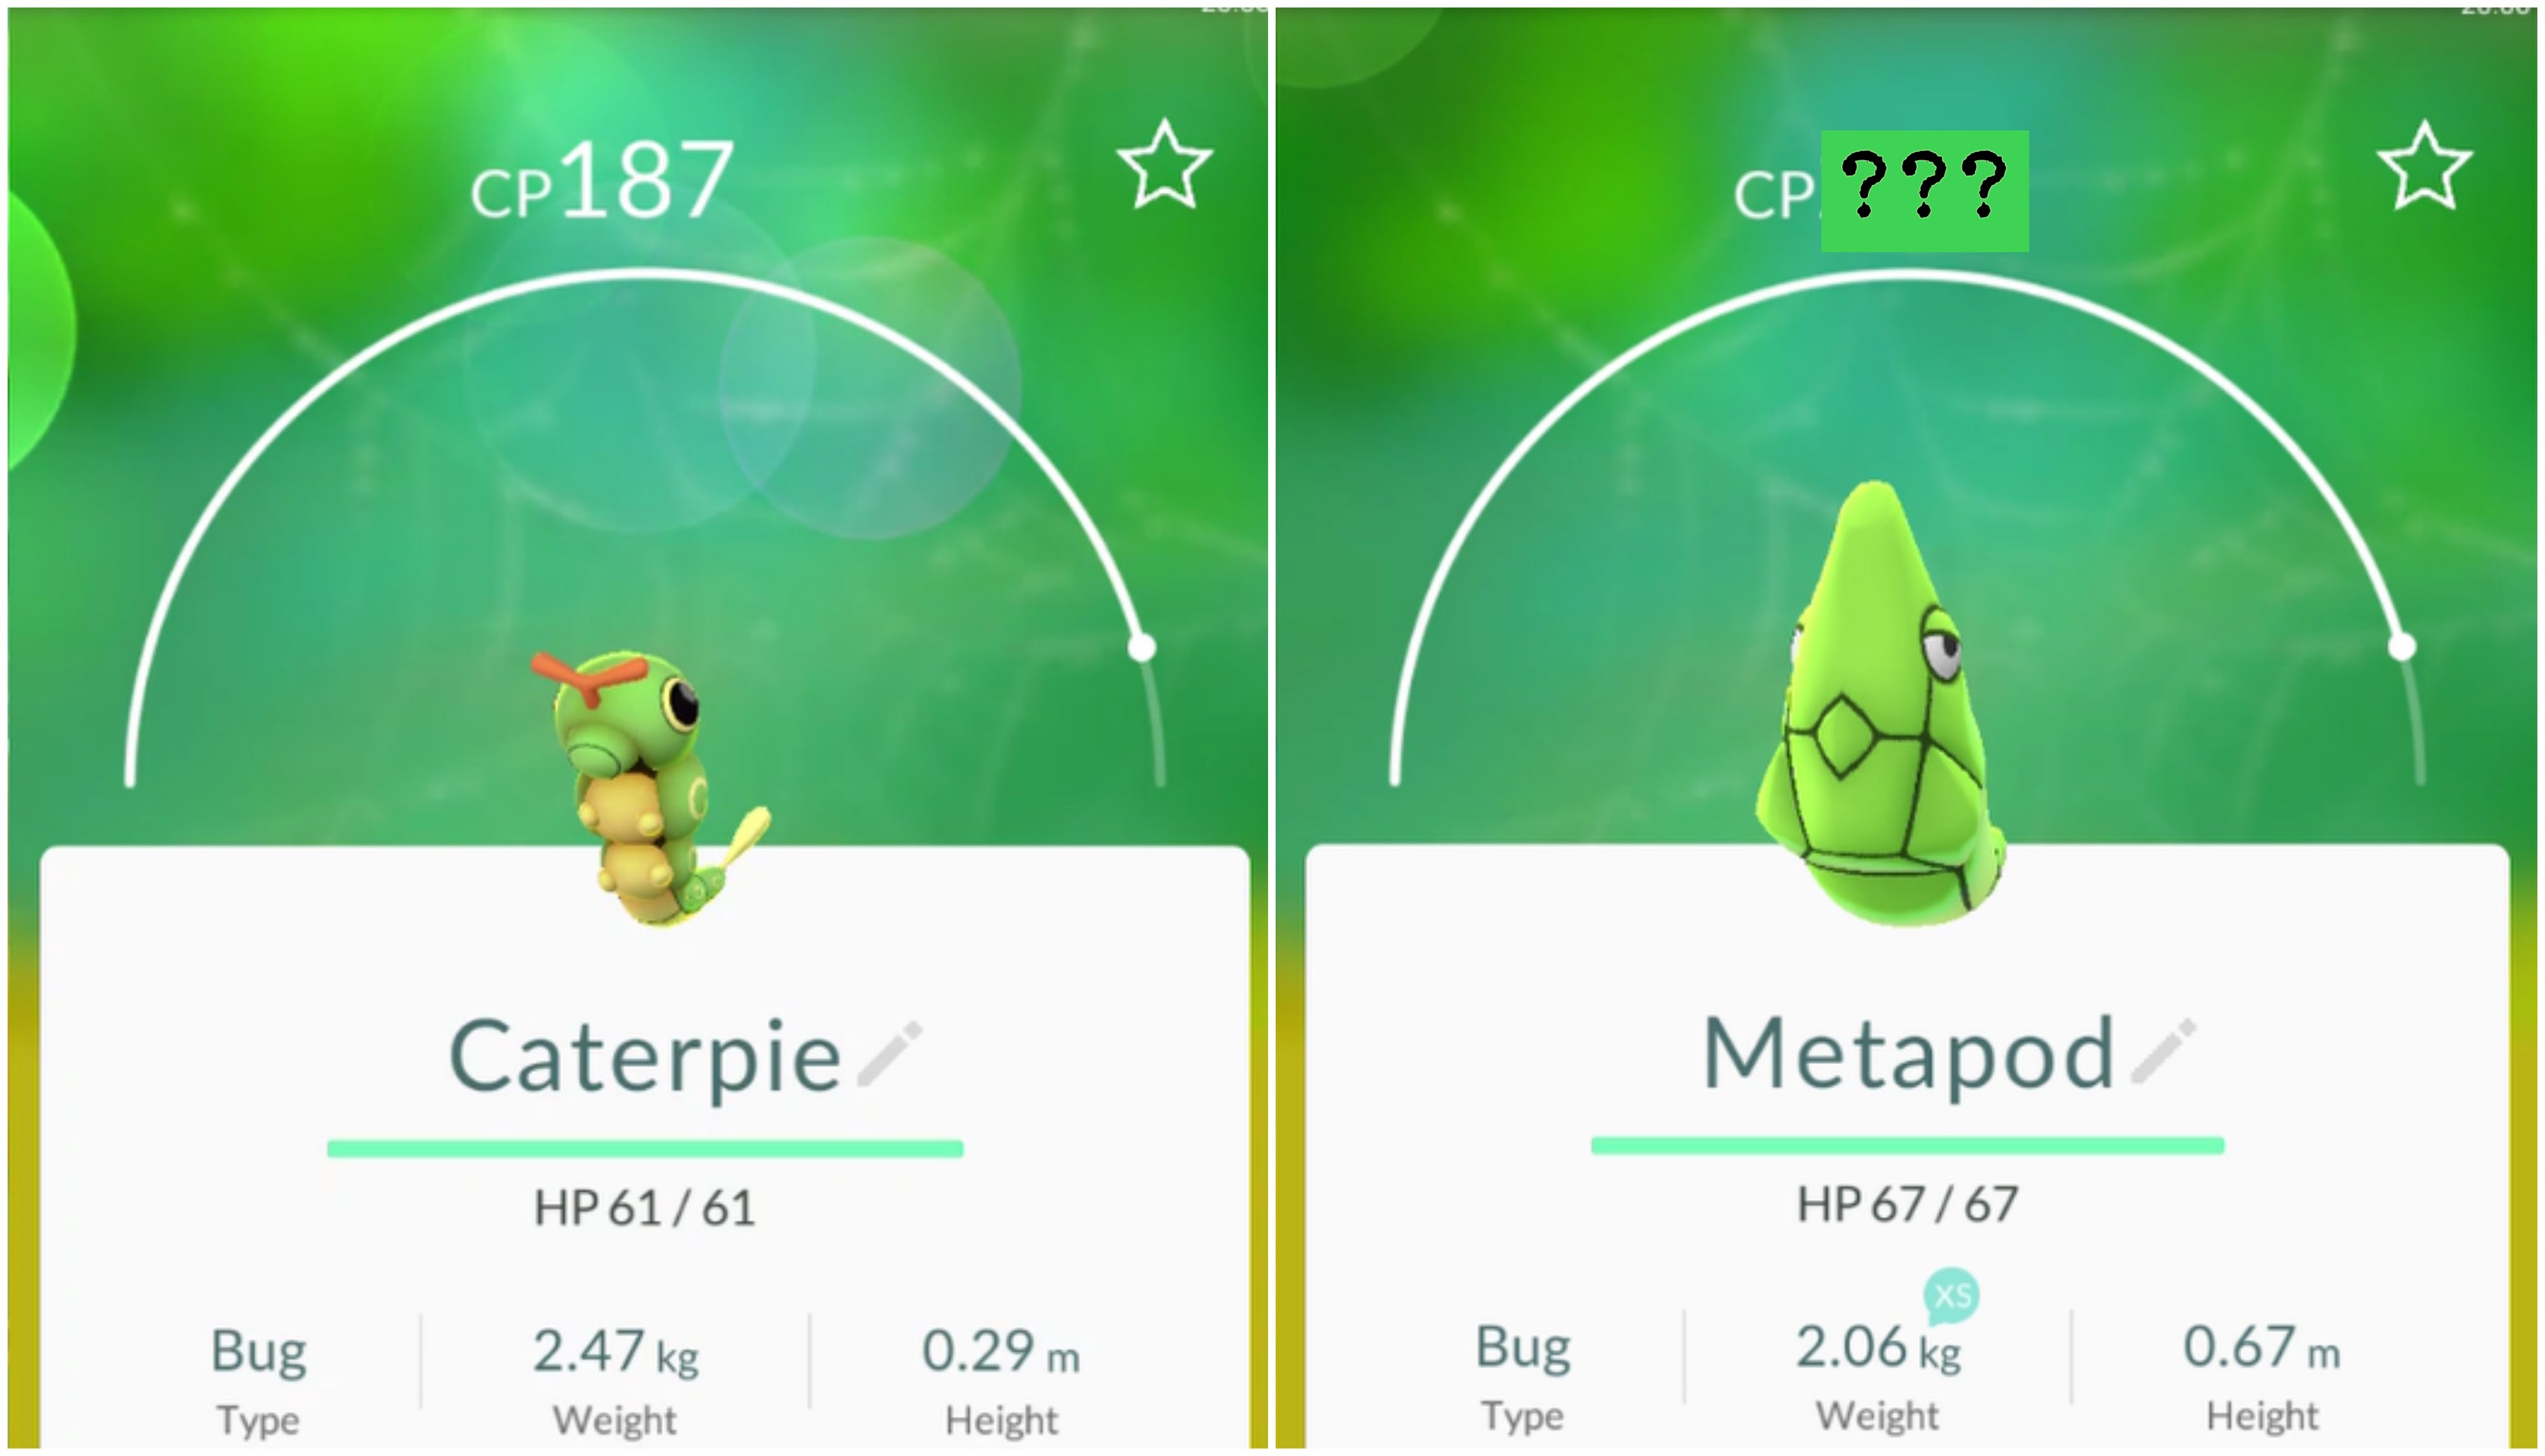 CP187
Caterpie
HP 61 / 61
Bug
2.47 kg
0.29 m
Type
Weight
Height
CP???
Metapod
HP 67 / 67
XS
Bug
2.06 kg
0.67 m
Type
Weight
Height